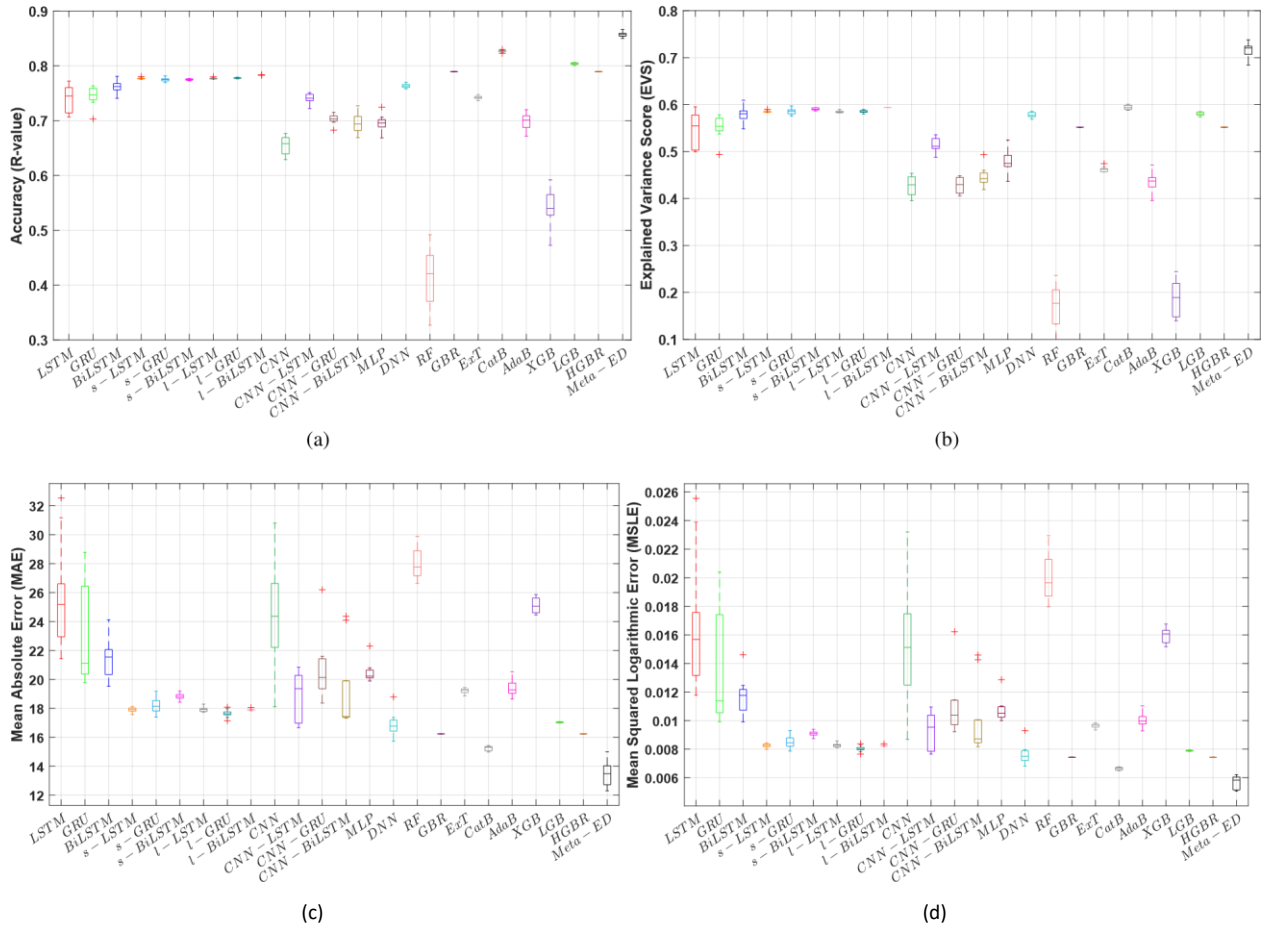 0.9
0.8
0.7
0.6
0.5
0.4
0.3
Accuracy (R-value)
LSTM
GRU
BiLSTM
s-LSTM
s-GRU
s-BiLSTM
l-LSTM
l-GRU
l-BiLSTM
CNN
CNN-LSTM
CNN-GRU
CNN-BiLSTM
MLP
DNN
RF
GBR
ExT
CatB
AdaB
XGB
LGB
HGBR
Meta-ED
(a)
0.8
0.7
0.6
0.5
0.4
0.3
0.2
0.1
Explained Variance Score (EVS)
LSTM
GRU
BiLSTM
s-LSTM
s-GRU
s-BiLSTM
l-LSTM
l-GRU
l-BiLSTM
CNN
CNN-LSTM
CNN-GRU
CNN-BiLSTM
MLP
DNN
RF
GBR
ExT
CatB
AdaB
XGB
LGB
HGBR
Meta-ED
(b)
32
30
28
26
24
22
20
18
16
14
12
Mean Absolute Error (MAE)
LSTM
GRU
BiLSTM
s-LSTM
s-GRU
s-BiLSTM
l-LSTM
l-GRU
l-BiLSTM
CNN
CNN-LSTM
CNN-GRU
CNN-BiLSTM
MLP
DNN
RF
GBR
ExT
CatB
AdaB
XGB
LGB
HGBR
Meta-ED
(c)
0.026
0.024
0.022
0.02
0.018
0.016
0.014
0.012
0.01
0.008
0.006
Mean Squared Logarithmic Error (MSLE)
LSTM
GRU
BiLSTM
s-LSTM
s-GRU
s-BiLSTM
l-LSTM
l-GRU
l-BiLSTM
CNN
CNN-LSTM
CNN-GRU
CNN-BiLSTM
MLP
DNN
RF
GBR
ExT
CatB
AdaB
XGB
LGB
HGBR
Meta-ED
(d)